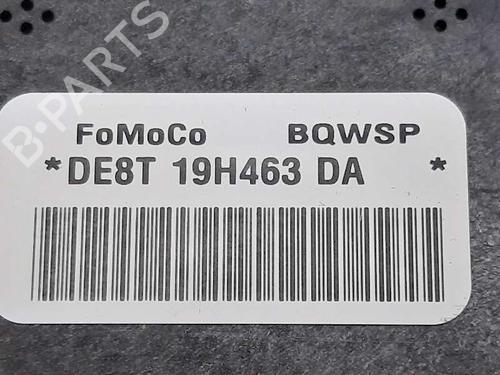 B-PARTS
FoMoCo BQWSP
*DE8T 19H463 DA *